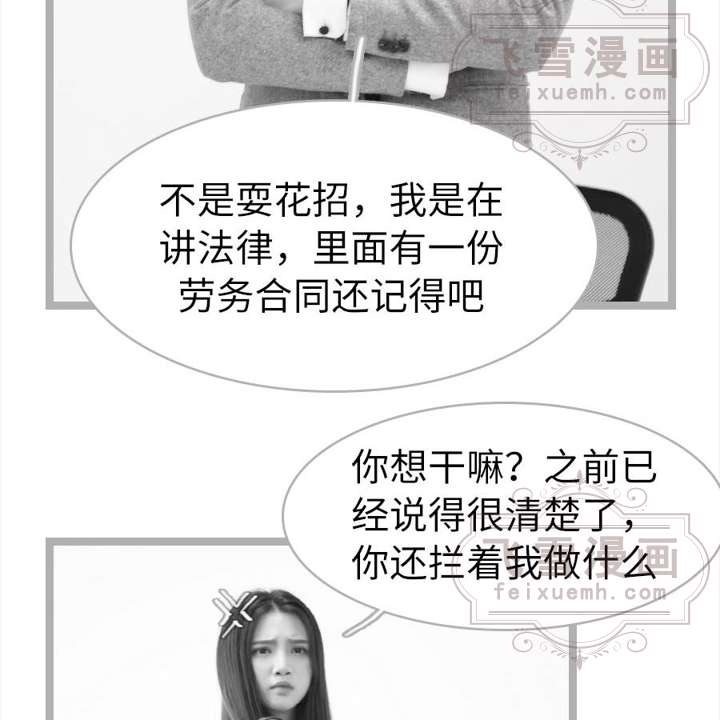 飞雪漫画
feixuemh.com
不是耍花招，我是在
讲法律，里面有一份
劳务合同还记得吧
你想干嘛？之前已
经说得很清楚了，
你还拦着我做什么
飞雪漫画
feixuemh.com